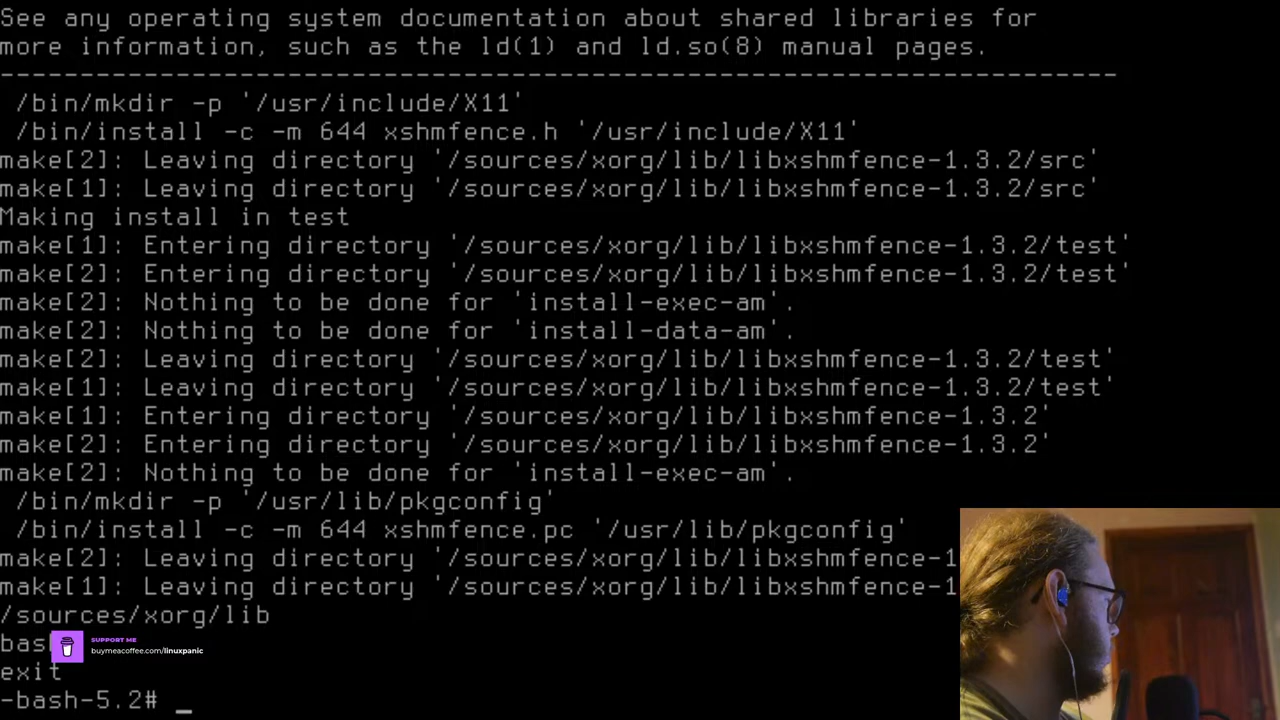 See any operating system documentation about shared libraries for
more information, such as the ld(1) and ld.so(8) manual pages.
----------------------------------------------------------------------
 /bin/mkdir -p '/usr/include/X11'
 /bin/install -c -m 644 xshmfence.h '/usr/include/X11'
make[2]: Leaving directory '/sources/xorg/lib/libxshmfence-1.3.2/src'
make[1]: Leaving directory '/sources/xorg/lib/libxshmfence-1.3.2/src'
Making install in test
make[1]: Entering directory '/sources/xorg/lib/libxshmfence-1.3.2/test'
make[2]: Entering directory '/sources/xorg/lib/libxshmfence-1.3.2/test'
make[2]: Nothing to be done for 'install-exec-am'.
make[2]: Nothing to be done for 'install-data-am'.
make[2]: Leaving directory '/sources/xorg/lib/libxshmfence-1.3.2/test'
make[1]: Leaving directory '/sources/xorg/lib/libxshmfence-1.3.2/test'
make[1]: Entering directory '/sources/xorg/lib/libxshmfence-1.3.2'
make[2]: Entering directory '/sources/xorg/lib/libxshmfence-1.3.2'
make[2]: Nothing to be done for 'install-exec-am'.
 /bin/mkdir -p '/usr/lib/pkgconfig'
 /bin/install -c -m 644 xshmfence.pc '/usr/lib/pkgconfig'
make[2]: Leaving directory '/sources/xorg/lib/libxshmfence-1
make[1]: Leaving directory '/sources/xorg/lib/libxshmfence-1
/sources/xorg/lib
bas
SUPPORT ME
buymeacoffee.com/linuxpanic
exit
-bash-5.2# _